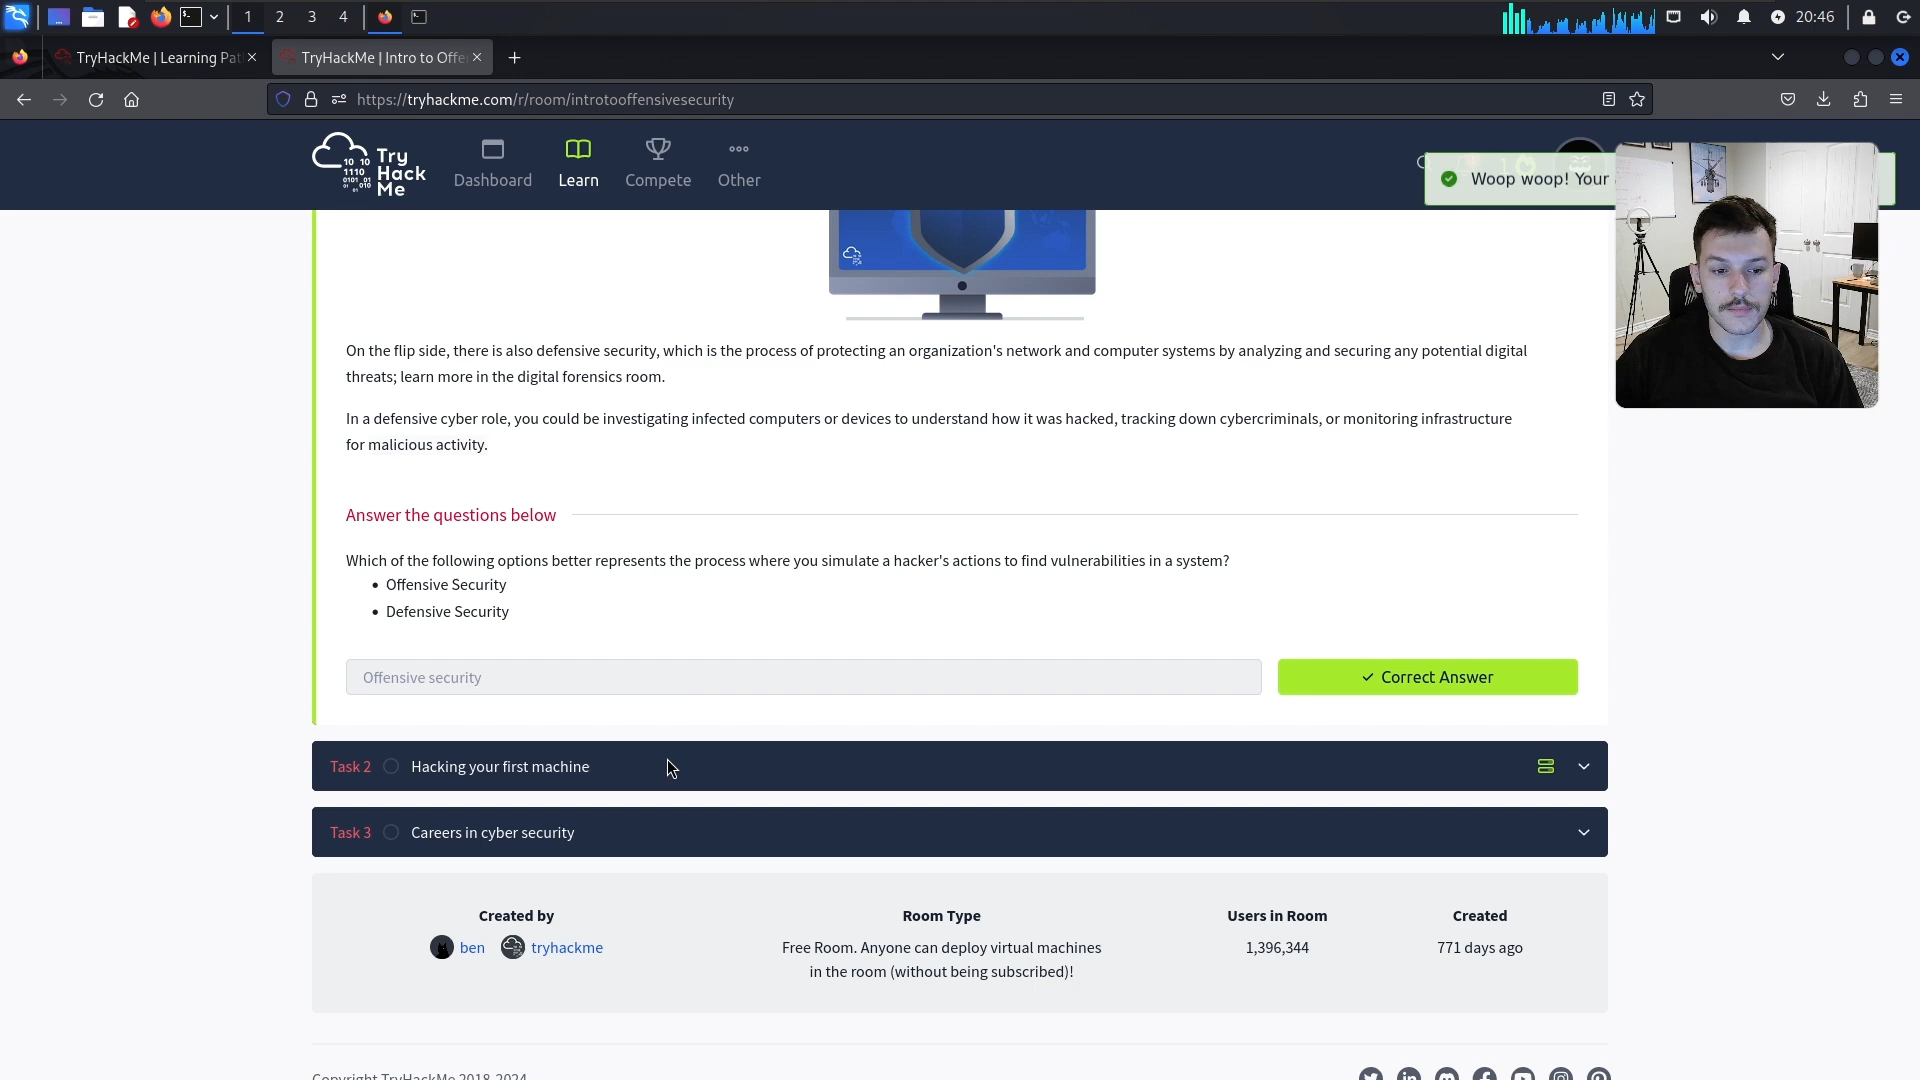 1 2 3 4
20:46
TryHackMe | Learning Pat
TryHackMe | Intro to Offe
https://tryhackme.com/r/room/introtooffensivesecurity
Try
Hack
Me
Dashboard
Learn
Compete
Other
Woop woop! Your
On the flip side, there is also defensive security, which is the process of protecting an organization's network and computer systems by analyzing and securing any potential digital
threats; learn more in the digital forensics room.
In a defensive cyber role, you could be investigating infected computers or devices to understand how it was hacked, tracking down cybercriminals, or monitoring infrastructure
for malicious activity.
Answer the questions below
Which of the following options better represents the process where you simulate a hacker's actions to find vulnerabilities in a system?
• Offensive Security
• Defensive Security
Offensive security
✓ Correct Answer
Task 2 Hacking your first machine
Task 3 Careers in cyber security
Created by
ben tryhackme
Room Type
Free Room. Anyone can deploy virtual machines
in the room (without being subscribed)!
Users in Room
1,396,344
Created
771 days ago
Copyright TryHackMe 2018-2024